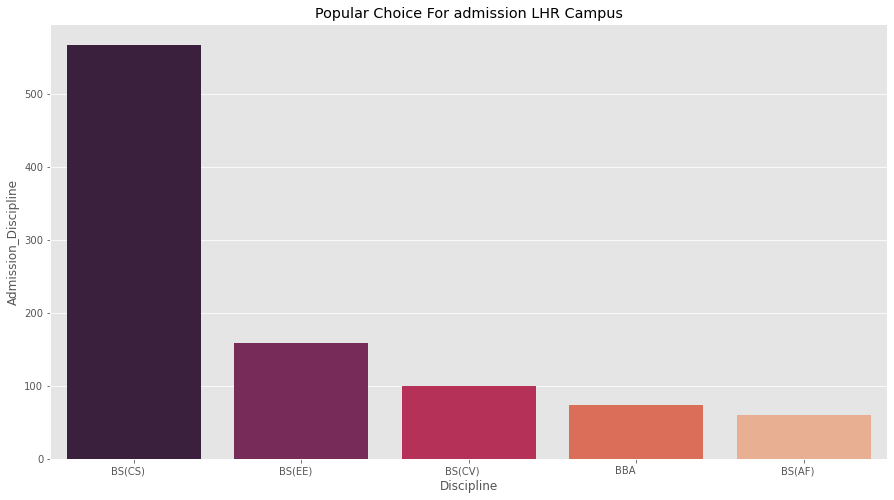 Popular Choice For admission LHR Campus
Admission_Discipline
500
400
300
200
100
0
BS(CS) BS(EE) BS(CV) BBA BS(AF)
Discipline